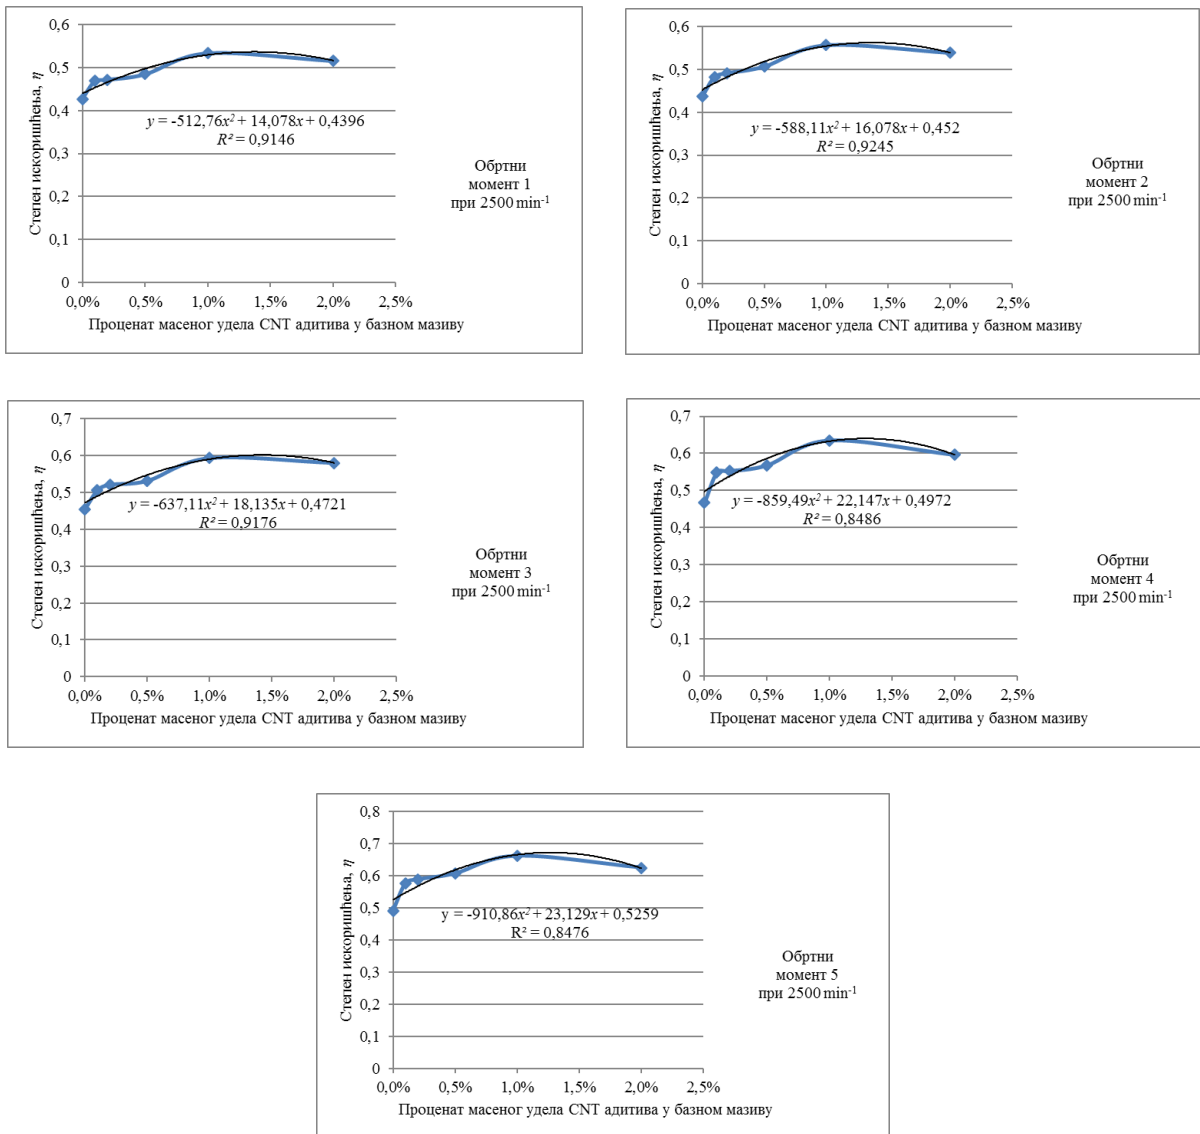 0,6
0,5
0,4
0,3
0,2
0,1
0
Степен искоришћења, η
y = -512,76x² + 14,078x + 0,4396
R² = 0,9146
Обртни
момент 1
при 2500 min⁻¹
0,0% 0,5% 1,0% 1,5% 2,0% 2,5%
Проценат масеног удела CNT адитива у базном мазиву
0,6
0,5
0,4
0,3
0,2
0,1
0
Степен искоришћења, η
y = -588,11x² + 16,078x + 0,452
R² = 0,9245
Обртни
момент 2
при 2500 min⁻¹
0,0% 0,5% 1,0% 1,5% 2,0% 2,5%
Проценат масеног удела CNT адитива у базном мазиву
0,7
0,6
0,5
0,4
0,3
0,2
0,1
0
Степен искоришћења, η
y = -637,11x² + 18,135x + 0,4721
R² = 0,9176
Обртни
момент 3
при 2500 min⁻¹
0,0% 0,5% 1,0% 1,5% 2,0% 2,5%
Проценат масеног удела CNT адитива у базном мазиву
0,7
0,6
0,5
0,4
0,3
0,2
0,1
0
Степен искоришћења, η
y = -859,49x² + 22,147x + 0,4972
R² = 0,8486
Обртни
момент 4
при 2500 min⁻¹
0,0% 0,5% 1,0% 1,5% 2,0% 2,5%
Проценат масеног удела CNT адитива у базном мазиву
0,8
0,7
0,6
0,5
0,4
0,3
0,2
0,1
0
Степен искоришћења, η
y = -910,86x² + 23,129x + 0,5259
R² = 0,8476
Обртни
момент 5
при 2500 min⁻¹
0,0% 0,5% 1,0% 1,5% 2,0% 2,5%
Проценат масеног удела CNT адитива у базном мазиву